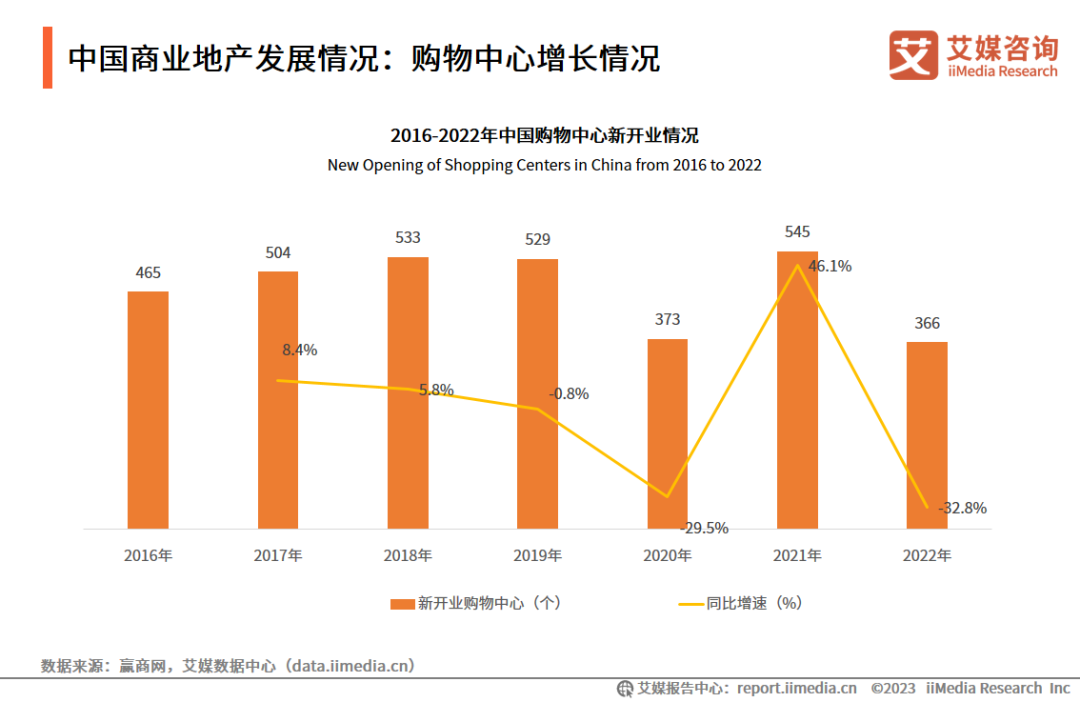 中国商业地产发展情况：购物中心增长情况
艾媒咨询
iiMedia Research
2016-2022年中国购物中心新开业情况
New Opening of Shopping Centers in China from 2016 to 2022
465
504
533
529
373
545
366
8.4%
5.8%
-0.8%
-29.5%
46.1%
-32.8%
2016年 2017年 2018年 2019年 2020年 2021年 2022年
新开业购物中心（个） 同比增速（%）
数据来源：赢商网，艾媒数据中心（data.iimedia.cn）
艾媒报告中心：report.iimedia.cn ©2023 iiMedia Research Inc